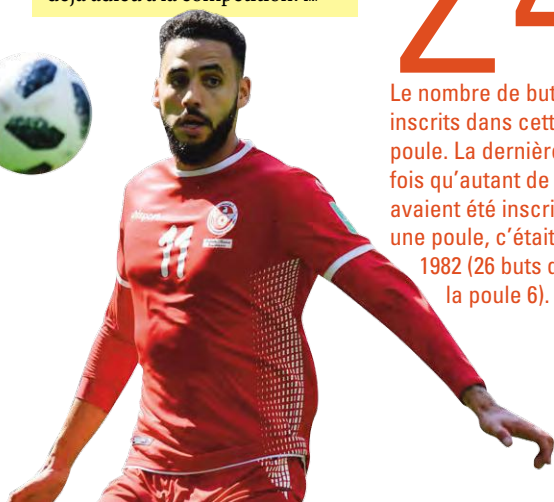 Le nombre de but
inscrits dans cett
poule. La dernière
fois qu'autant de
avaient été inscri
une poule, c'était
1982 (26 buts
la poule 6).
uhlsport
11